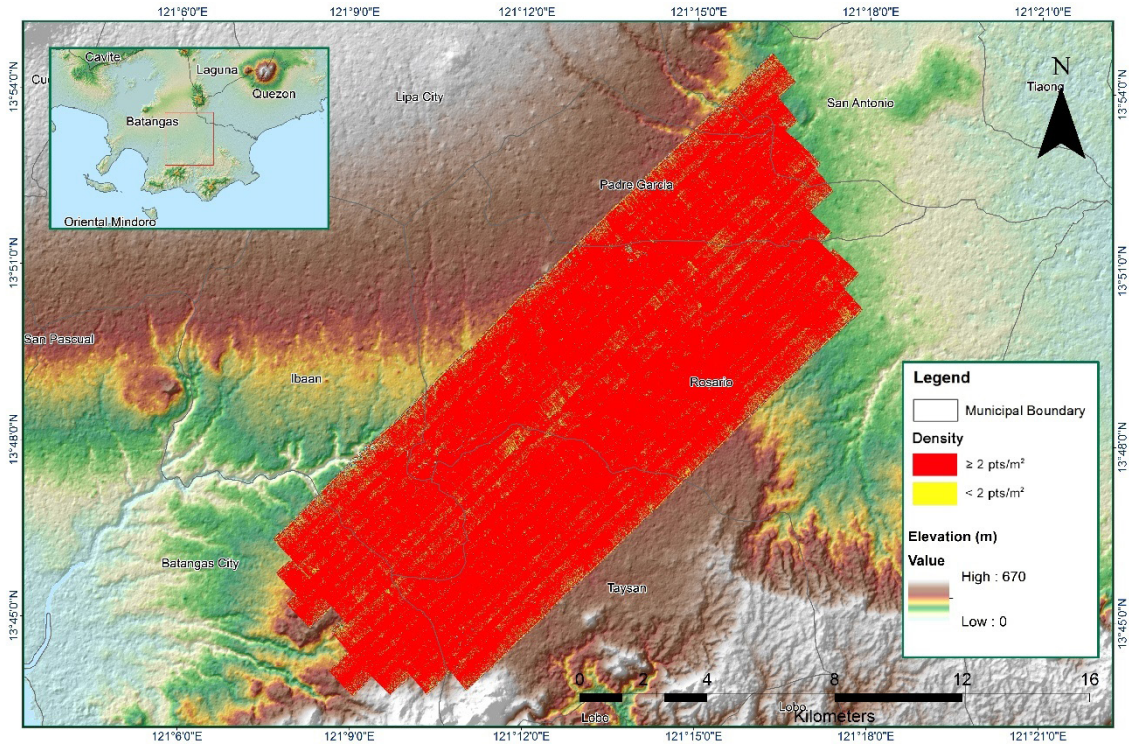 121°6'0"E 121°9'0"E 121°12'0"E 121°15'0"E 121°18'0"E 121°21'0"E
Cavite
Laguna
Quezon
Batangas
Oriental Mindoro
Lipa City
N
Tiaong
San Antonio
13°54'0"N
13°54'0"N
Padre Garcia
13°51'0"N
13°51'0"N
San Pascual
Ibaan
Rosario
13°48'0"N
13°48'0"N
Legend
Municipal Boundary
Density
≥ 2 pts/m²
< 2 pts/m²
Elevation (m)
Value
High : 670
Low : 0
Batangas City
Taysan
13°45'0"N
13°45'0"N
0 2 4 8 12 16
Kilometers
Lobo
Lobo
121°6'0"E 121°9'0"E 121°12'0"E 121°15'0"E 121°18'0"E 121°21'0"E